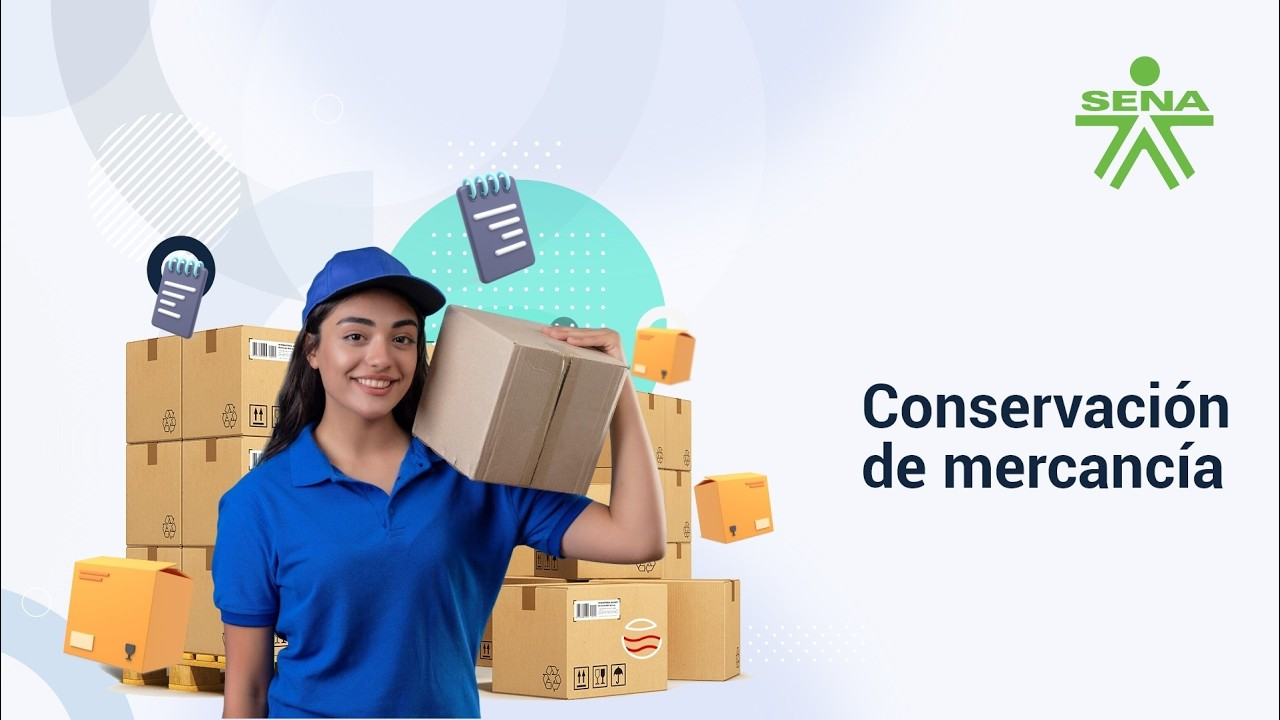 SENA
Conservación
de mercancía